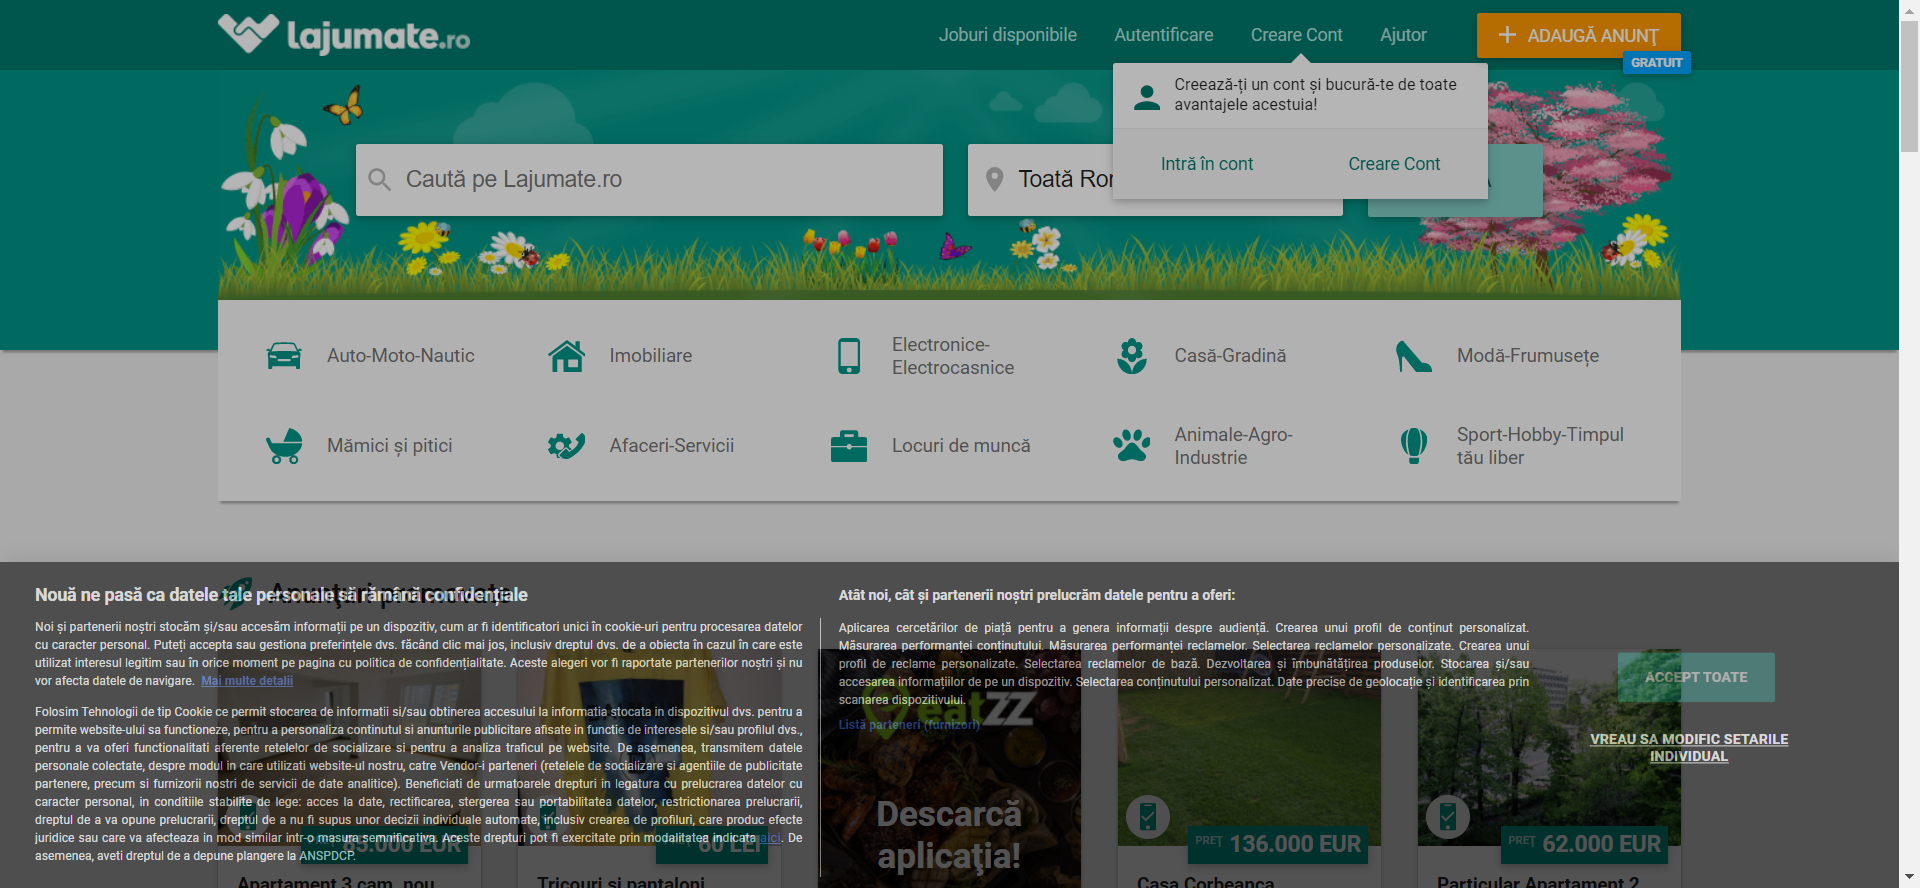 Lajumate.ro
Joburi disponibile
Autentificare
Creare Cont
Ajutor
ADAUGĂ ANUNȚ
GRATUIT
Creează-ți un cont și bucură-te de toate
avantajele acestuia!
Intră în cont
Creare Cont
Caută pe Lajumate.ro
Toată
Auto-Moto-Nautic
Imobiliare
Electronice-
Electrocasnice
Casă-Gradină
Modă-Frumusețe
Mămici și pitici
Afaceri-Servicii
Locuri de muncă
Animale-Agro-
Industrie
Sport-Hobby-Timpul
tău liber
Nouă ne pasă ca datele tale personale să rămână confidențiale
Noi și partenerii noștri stocăm și/sau accesăm informații pe un dispozitiv, cum ar fi identificatori unici în cookie-uri pentru procesarea datelor
cu caracter personal. Puteți accepta sau gestiona preferințele dvs. făcând clic mai jos, inclusiv dreptul dvs. de a obiecta în cazul în care este
utilizat interesul legitim sau în orice moment pe pagina cu politica de confidențialitate. Aceste alegeri vor fi raportate partenerilor noștri și nu
vor afecta datele de navigare. Mai multe detalii
Folosim Tehnologii de tip Cookie ce permit stocarea de informatii si/sau obtinerea accesului la informatia stocata in dispozitivul dvs. pentru a
permite website-ului sa functioneze, pentru a personaliza continutul si anunturile publicitare afisate in functie de interesele si/sau profilul dvs.,
pentru a va oferi functionalitati aferente retelelor de socializare si pentru a analiza traficul pe website. De asemenea, transmitem datele
personale colectate, despre modul in care utilizati website-ul nostru, catre Vendor-i parteneri (retelele de socializare si agentiile de publicitate
partenere, precum si furnizorii nostri de servicii de date analitice). Beneficiati de urmatoarele drepturi in legatura cu prelucrarea datelor cu
caracter personal, in conditiile stabilite de lege: acces la date, rectificarea, stergerea sau portabilitatea datelor, restrictionarea prelucrarii,
dreptul de a va opune prelucrarii, dreptul de a nu fi supus unor decizii individuale automate, inclusiv crearea de profiluri, care produc efecte
juridice sau care va afecteaza in mod similar intr-o masura semnificativa. Aceste drepturi pot fi exercitate prin modalitatea indicata aici. De
asemenea, aveti dreptul de a depune plangere la ANSPDCP.
Atât noi, cât și partenerii noștri prelucrăm datele pentru a oferi:
Aplicarea cercetărilor de piață pentru a genera informații despre audiență. Crearea unui profil de conținut personalizat.
Măsurarea performanței conținutului. Măsurarea performanței reclamelor. Selectarea reclamelor personalizate. Crearea unui
profil de reclame personalizate. Selectarea reclamelor de bază. Dezvoltarea și îmbunătățirea produselor. Stocarea și/sau
accesarea informațiilor de pe un dispozitiv. Selectarea conținutului personalizat. Date precise de geolocație și identificarea prin
scanarea dispozitivului.
Listă parteneri (furnizori)
ACCEPT TOATE
VREAU SA MODIFIC SETARILE
INDIVIDUAL
eatzz
Descarcă
aplicația!
85.000 EUR
60 LEI
PREȚ 136.000 EUR
PREȚ 62.000 EUR
Apartament 3 cam, nou
Tricouri si pantaloni
Casa Corbeanca
Particular Apartament 2